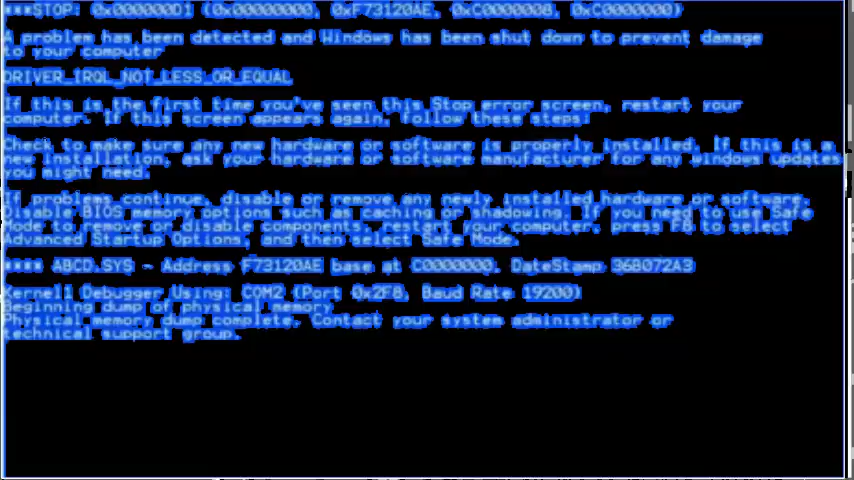 ***STOP: 0x000000D1 (0x00000000, 0xF73120AE, 0xC0000008, 0xC0000000)
A problem has been detected and Windows has been shut down to prevent damage
to your computer
DRIVER_IRQL_NOT_LESS_OR_EQUAL
If this is the first time you've seen this Stop error screen, restart your
computer. If this screen appears again, follow these steps:
Check to make sure any new hardware or software is properly installed. If this is a
new installation, ask your hardware or software manufacturer for any windows updates
you might need.
If problems continue, disable or remove any newly installed hardware or software.
Disable BIOS memory options such as caching or shadowing. If you need to use Safe
Mode to remove or disable components, restart your computer, press F8 to select
Advanced Startup Options, and then select Safe Mode.
**** ABCD.SYS - Address F73120AE base at C0000000, DateStamp 36B072A3
Kernell Debugger Using: COM2 (Port 0x2F8, Baud Rate 19200)
Beginning dump of physical memory
Physical memory dump complete. Contact your system administrator or
technical support group.